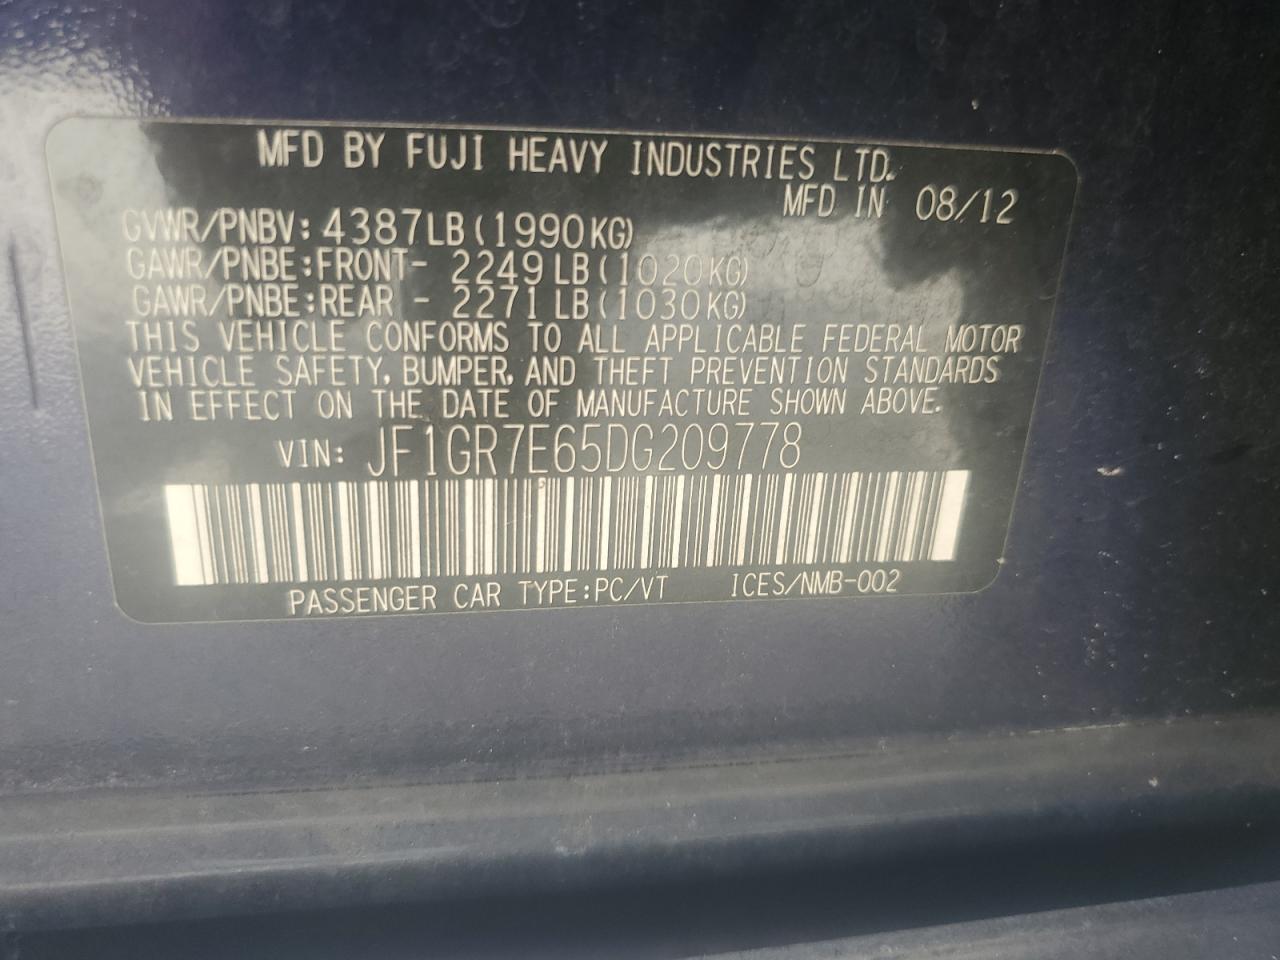 MFD BY FUJI HEAVY INDUSTRIES LTD.
MFD IN 08/12
GVWR/PNBV: 4387LB (1990KG)
GAWR/PNBE:FRONT- 2249LB (1020KG)
GAWR/PNBE:REAR - 2271LB (1030KG)
THIS VEHICLE CONFORMS TO ALL APPLICABLE FEDERAL MOTOR
VEHICLE SAFETY, BUMPER, AND THEFT PREVENTION STANDARDS
IN EFFECT ON THE DATE OF MANUFACTURE SHOWN ABOVE.
VIN: JF1GR7E65DG209778
PASSENGER CAR TYPE:PC/VT ICES/NMB-002